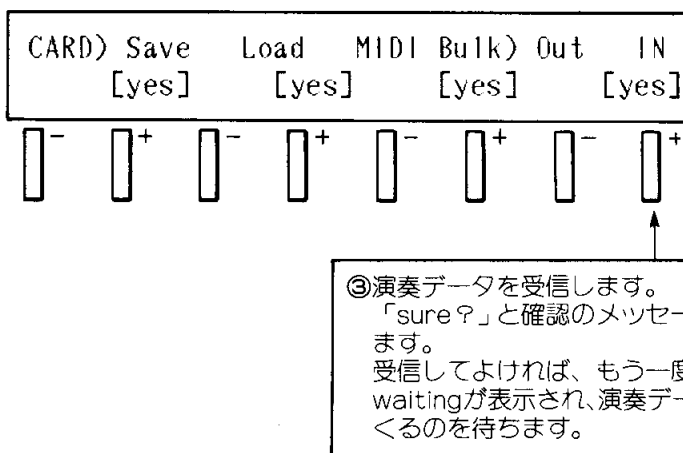 CARD) Save Load MIDI Bulk) Out IN
[yes] [yes] [yes] [yes]
- + - + - + - +
③演奏データを受信します。
「sure？」と確認のメッセー
ます。
受信してよければ、もう一度
waitingが表示され、演奏デー
くるのを待ちます。